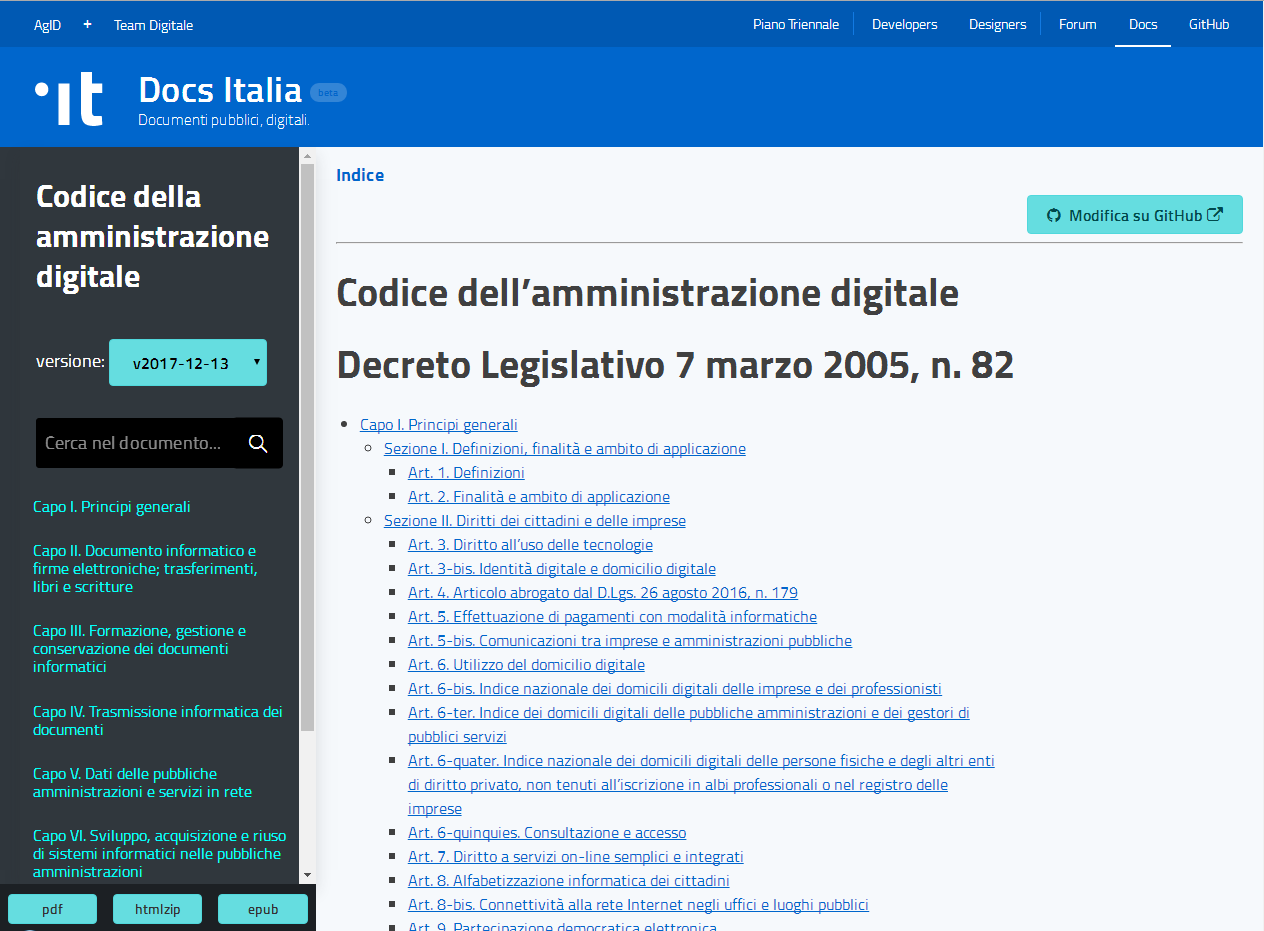 AgID + Team Digitale Piano Triennale Developers Designers Forum Docs GitHub
it
Docs Italia beta
Documenti pubblici, digitali.
Codice della
amministrazione
digitale
versione: v2017-12-13
Cerca nel documento...
Capo I. Principi generali
Capo II. Documento informatico e
firme elettroniche; trasferimenti,
libri e scritture
Capo III. Formazione, gestione e
conservazione dei documenti
informatici
Capo IV. Trasmissione informatica dei
documenti
Capo V. Dati delle pubbliche
amministrazioni e servizi in rete
Capo VI. Sviluppo, acquisizione e riuso
di sistemi informatici nelle pubbliche
amministrazioni
pdf htmlzip epub
Indice
Modifica su GitHub
Codice dell’amministrazione digitale
Decreto Legislativo 7 marzo 2005, n. 82
Capo I. Principi generali
Sezione I. Definizioni, finalità e ambito di applicazione
Art. 1. Definizioni
Art. 2. Finalità e ambito di applicazione
Sezione II. Diritti dei cittadini e delle imprese
Art. 3. Diritto all’uso delle tecnologie
Art. 3-bis. Identità digitale e domicilio digitale
Art. 4. Articolo abrogato dal D.Lgs. 26 agosto 2016, n. 179
Art. 5. Effettuazione di pagamenti con modalità informatiche
Art. 5-bis. Comunicazioni tra imprese e amministrazioni pubbliche
Art. 6. Utilizzo del domicilio digitale
Art. 6-bis. Indice nazionale dei domicili digitali delle imprese e dei professionisti
Art. 6-ter. Indice dei domicili digitali delle pubbliche amministrazioni e dei gestori di
pubblici servizi
Art. 6-quater. Indice nazionale dei domicili digitali delle persone fisiche e degli altri enti
di diritto privato, non tenuti all’iscrizione in albi professionali o nel registro delle
imprese
Art. 6-quinquies. Consultazione e accesso
Art. 7. Diritto a servizi on-line semplici e integrati
Art. 8. Alfabetizzazione informatica dei cittadini
Art. 8-bis. Connettività alla rete Internet negli uffici e luoghi pubblici
Art. 9. Partecipazione democratica elettronica